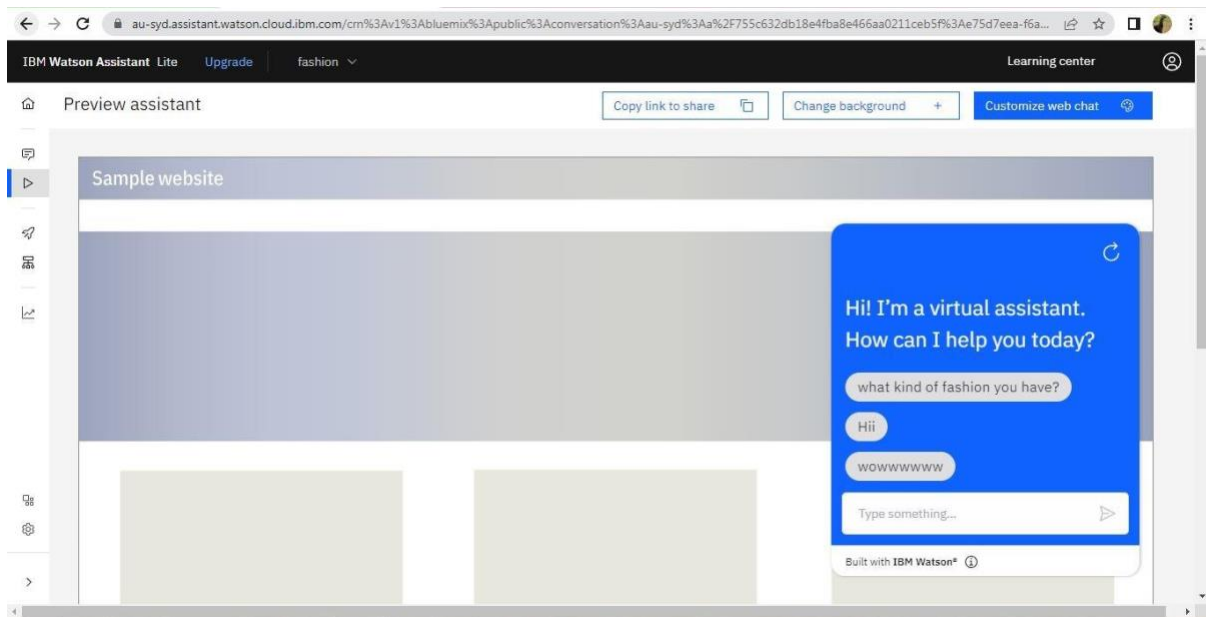 au-syd.assistant.watson.cloud.ibm.com/crn%3Av1%3Abluemix%3Apublic%3Aconversation%3Aau-syd%3Aa%2F755c632db18e4fba8e466aa0211ceb5f%3Ae75d7eea-f6a...
IBM Watson Assistant Lite Upgrade fashion Learning center
Preview assistant Copy link to share Change background + Customize web chat
Sample website
Hi! I'm a virtual assistant.
How can I help you today?
what kind of fashion you have?
Hii
wowwwwww
Type something...
Built with IBM Watson®